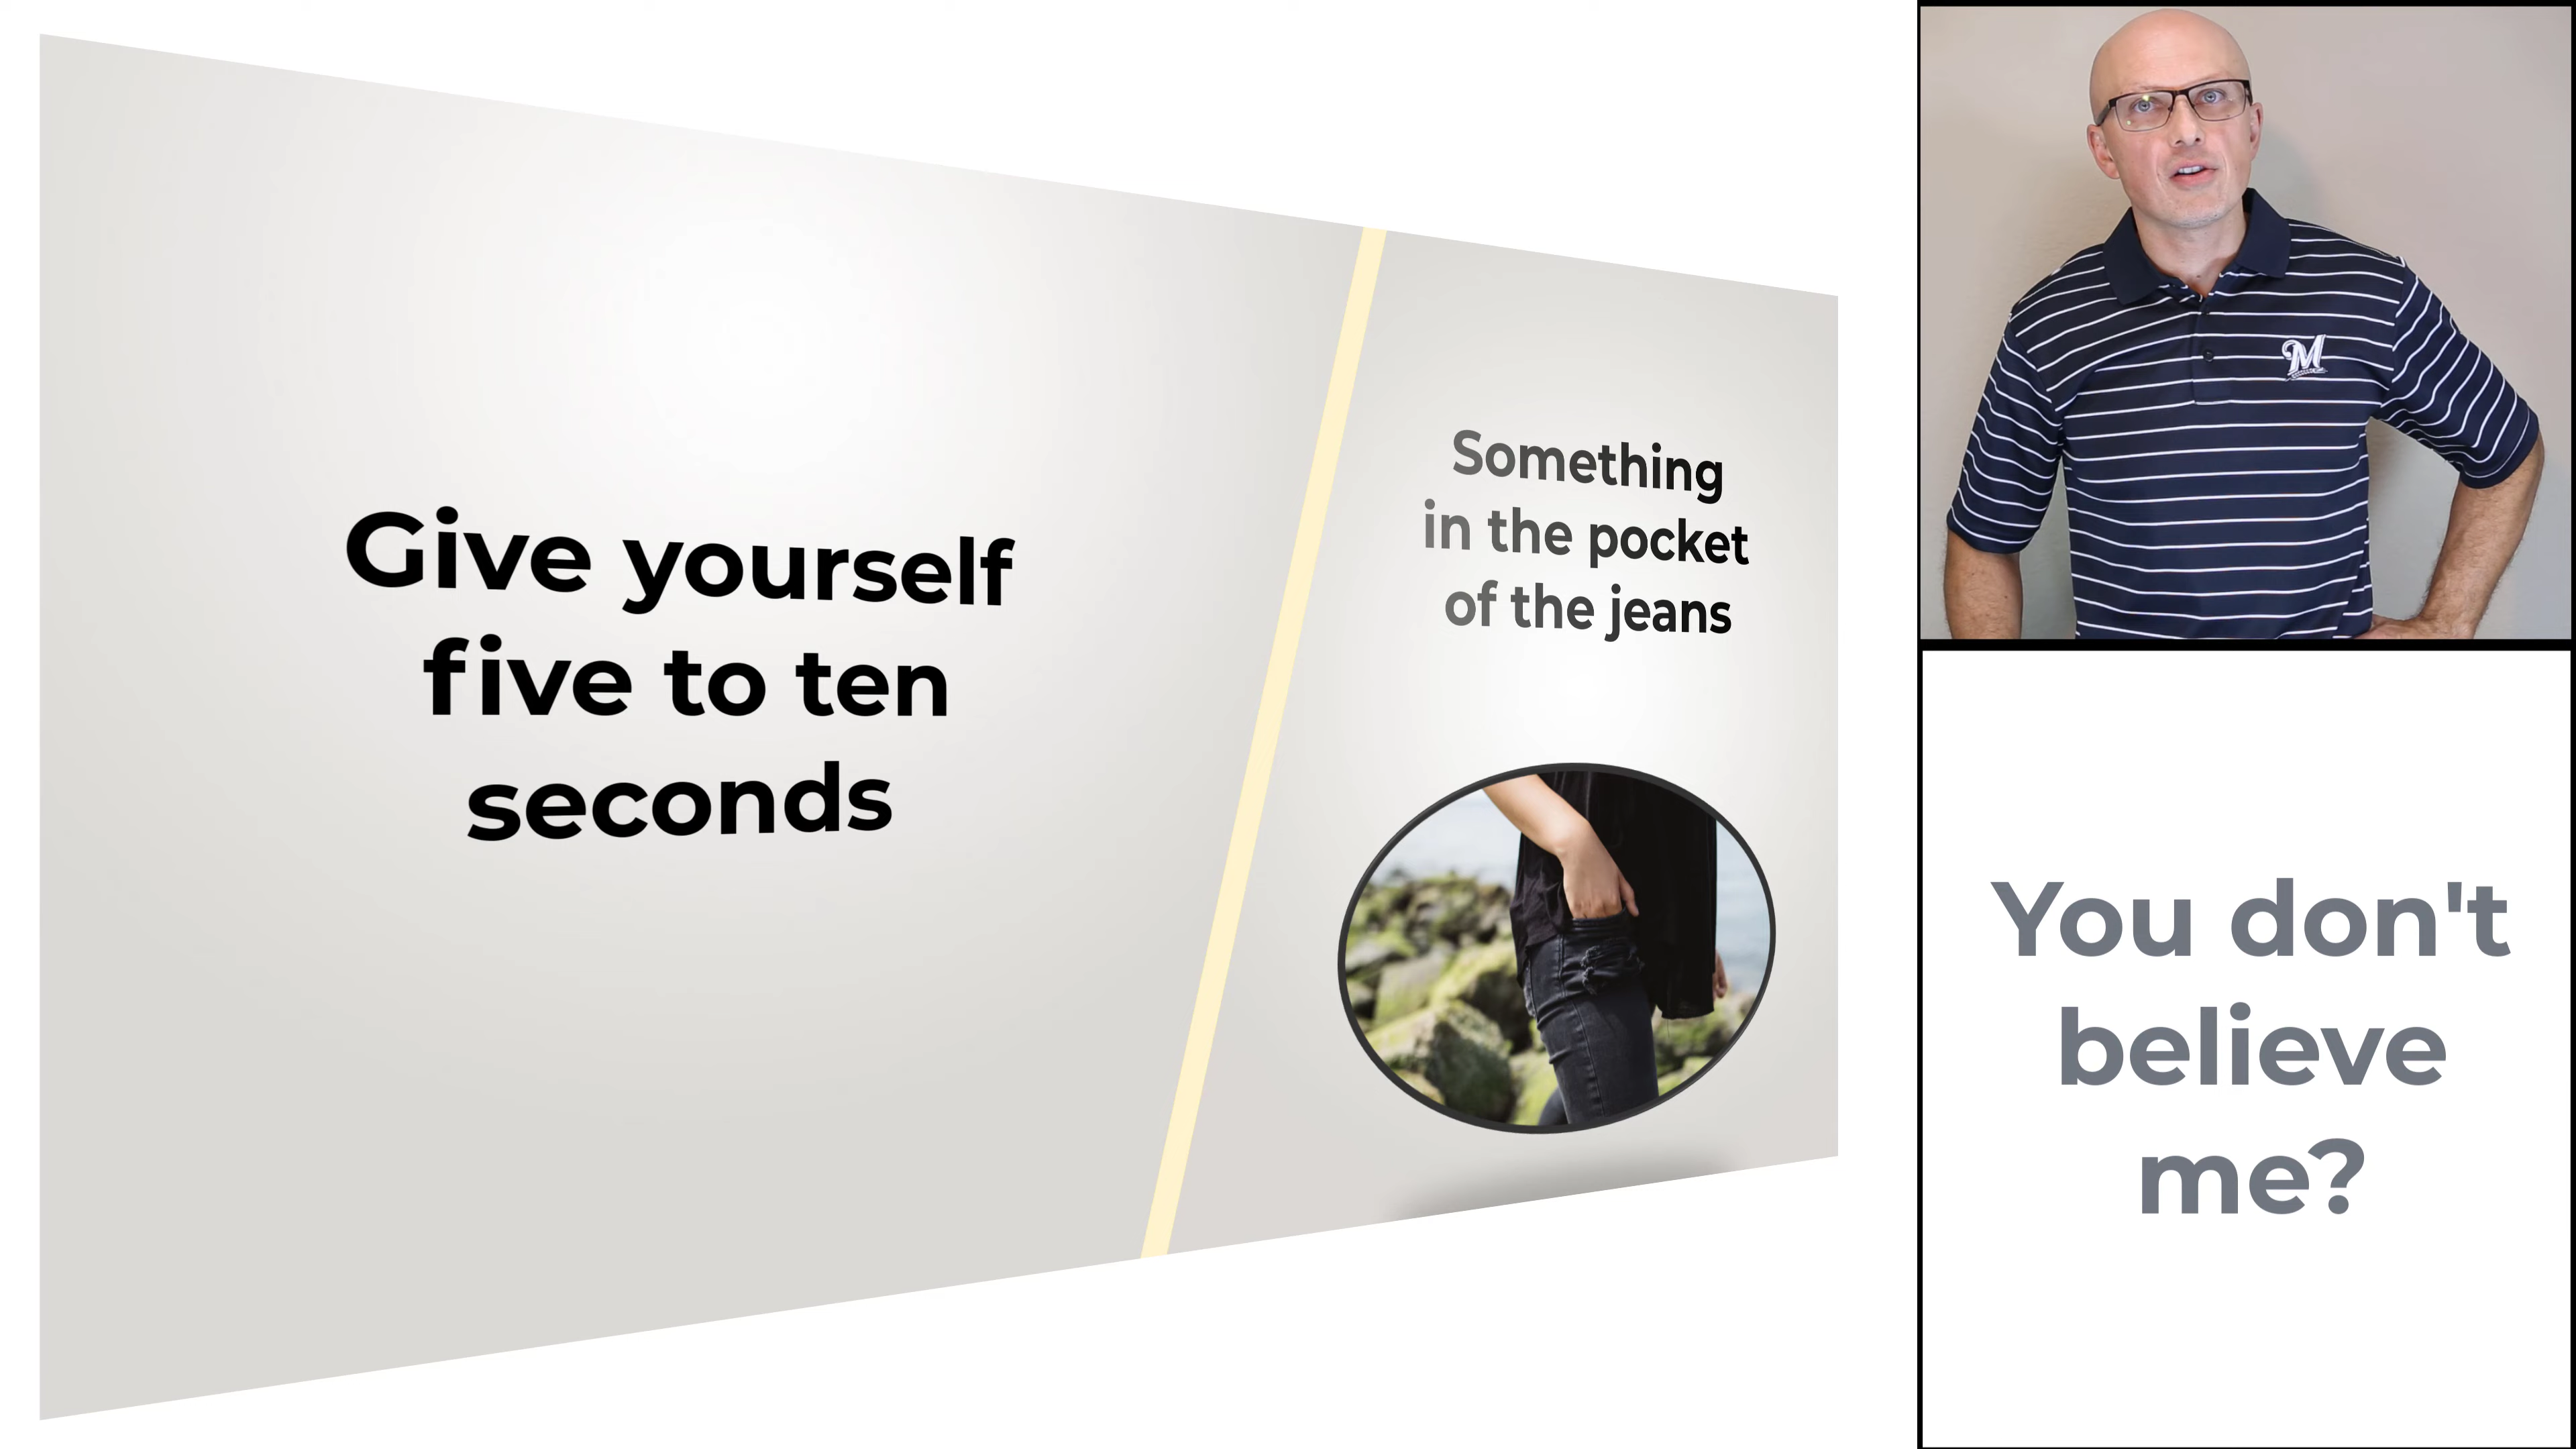 Give yourself
five to ten
seconds
Something
in the pocket
of the jeans
M
You don't
believe
me?